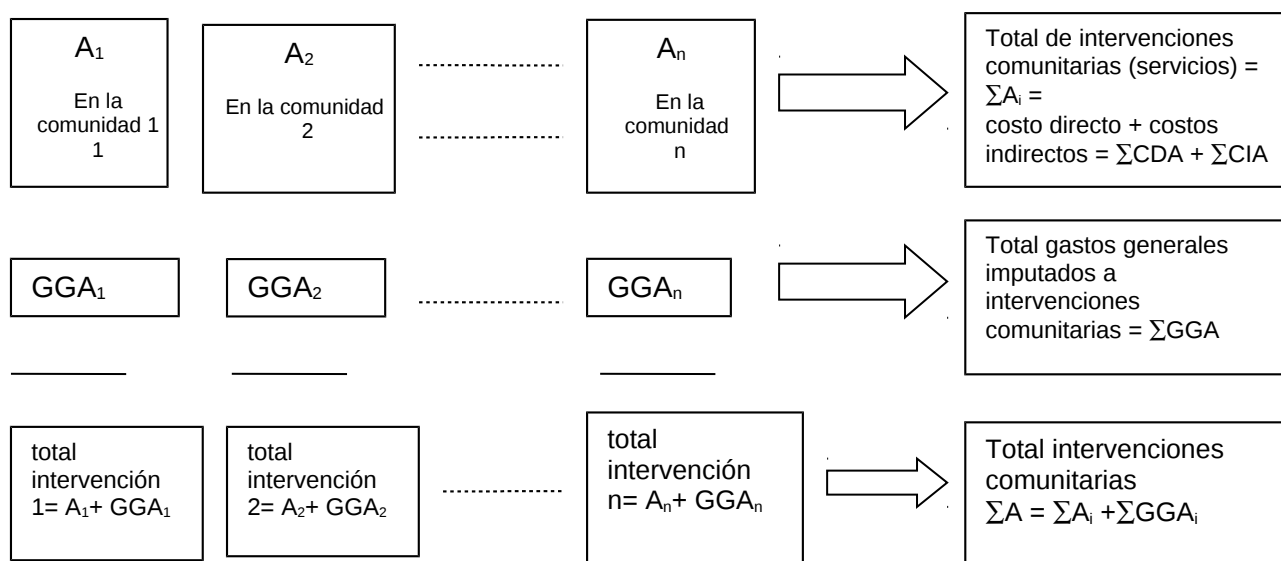 A₁
En la
comunidad 1
1
A₂
En la comunidad
2
Aₙ
En la
comunidad
n
Total de intervenciones
comunitarias (servicios) =
∑Aᵢ =
costo directo + costos
indirectos = ∑CDA + ∑CIA
GGA₁
GGA₂
GGAₙ
Total gastos generales
imputados a
intervenciones
comunitarias = ∑GGA
total
intervención
1= A₁+ GGA₁
total
intervención
2= A₂+ GGA₂
total
intervención
n= Aₙ+ GGAₙ
Total intervenciones
comunitarias
∑A = ∑Aᵢ +∑GGAᵢ